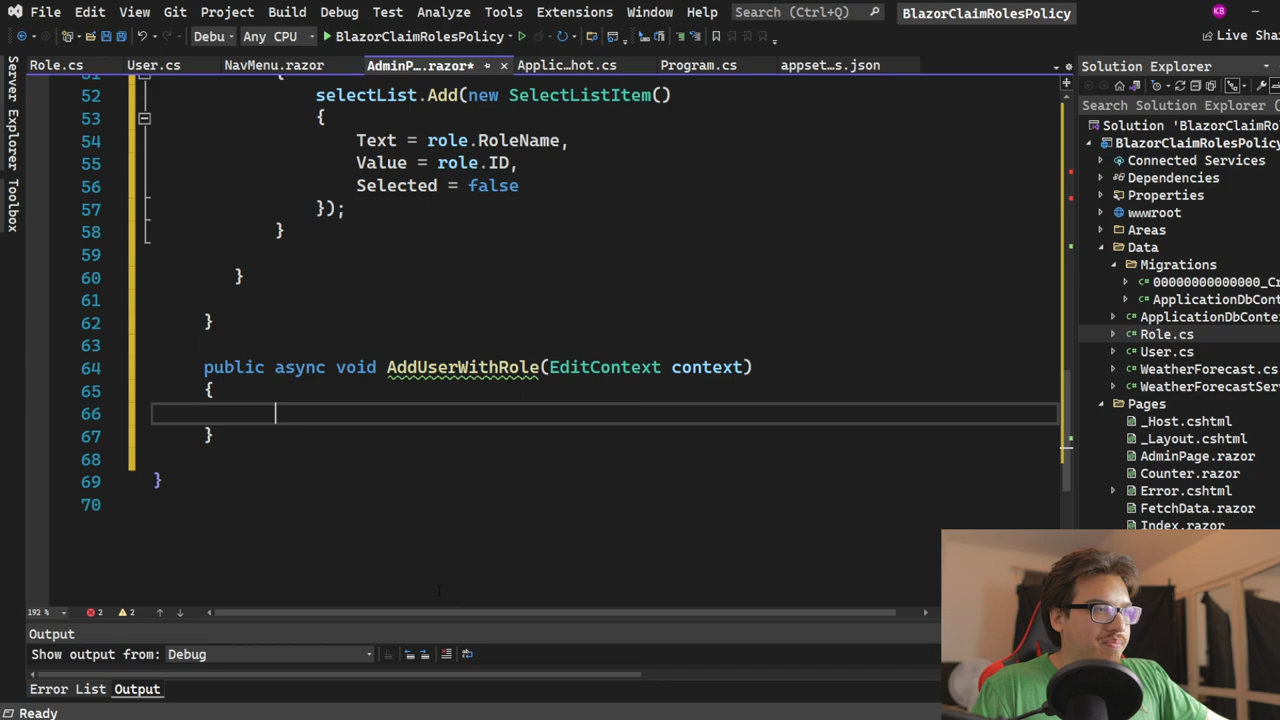 File Edit View Git Project Build Debug Test Analyze Tools Extensions Window Help Search (Ctrl+Q) BlazorClaimRolesPolicy KB
Debu Any CPU BlazorClaimRolesPolicy Live Sha
Role.cs User.cs NavMenu.razor AdminP....razor* Applic...hot.cs Program.cs appset...s.json
Server Explorer
Toolbox
52 selectList.Add(new SelectListItem()
53 {
54 Text = role.RoleName,
55 Value = role.ID,
56 Selected = false
57 });
58 }
59
60 }
61
62 }
63
64 public async void AddUserWithRole(EditContext context)
65 {
66
67 }
68
69 }
70
192 % 2 2
Output
Show output from: Debug
Error List Output
Ready
Solution Explorer
Search Solution Explorer
Solution 'BlazorClaimRo
BlazorClaimRolesPolicy
Connected Services
Dependencies
Properties
wwwroot
Areas
Data
Migrations
00000000000000_Cr
ApplicationDbCont
ApplicationDbConte
Role.cs
User.cs
WeatherForecast.cs
WeatherForecastServ
Pages
_Host.cshtml
_Layout.cshtml
AdminPage.razor
Counter.razor
Error.cshtml
FetchData.razor
Index.razor